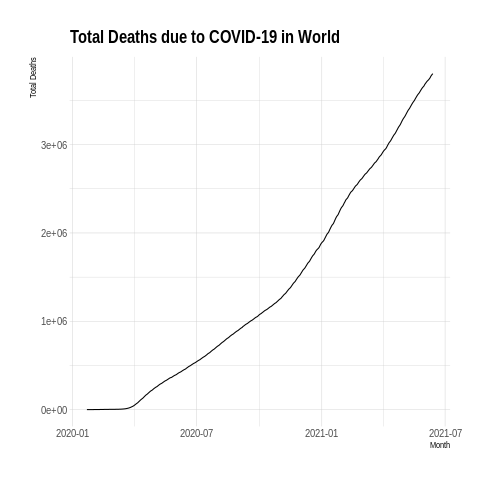 Total Deaths due to COVID-19 in World
Total Deaths
3e+06
2e+06
1e+06
0e+00
2020-01 2020-07 2021-01 2021-07
Month